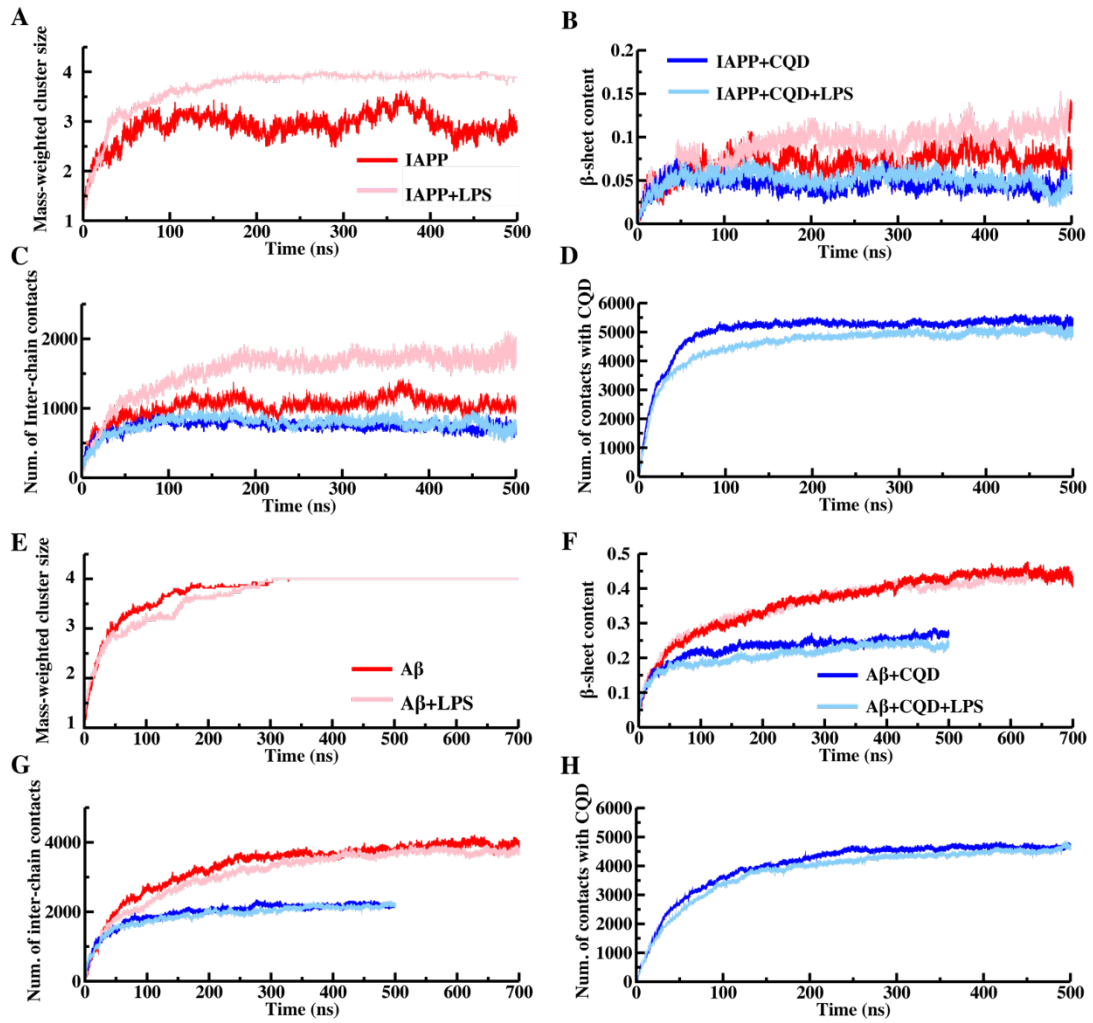 A
Mass-weighted cluster size
4
3
2
1
IAPP
IAPP+LPS
0 100 200 300 400 500
Time (ns)
B
β-sheet content
0.2
0.15
0.1
0.05
0
IAPP+CQD
IAPP+CQD+LPS
0 100 200 300 400 500
Time (ns)
C
Num. of Inter-chain contacts
2000
1000
0
0 100 200 300 400 500
Time (ns)
D
Num. of contacts with CQD
6000
5000
4000
3000
2000
1000
0
0 100 200 300 400 500
Time (ns)
E
Mass-weighted cluster size
4
3
2
1
Aβ
Aβ+LPS
0 100 200 300 400 500 600 700
Time (ns)
F
β-sheet content
0.5
0.4
0.3
0.2
0.1
0
Aβ+CQD
Aβ+CQD+LPS
0 100 200 300 400 500 600 700
Time (ns)
G
Num. of inter-chain contacts
4000
2000
0
0 100 200 300 400 500 600 700
Time (ns)
H
Num. of contacts with CQD
6000
5000
4000
3000
2000
1000
0
0 100 200 300 400 500
Time (ns)